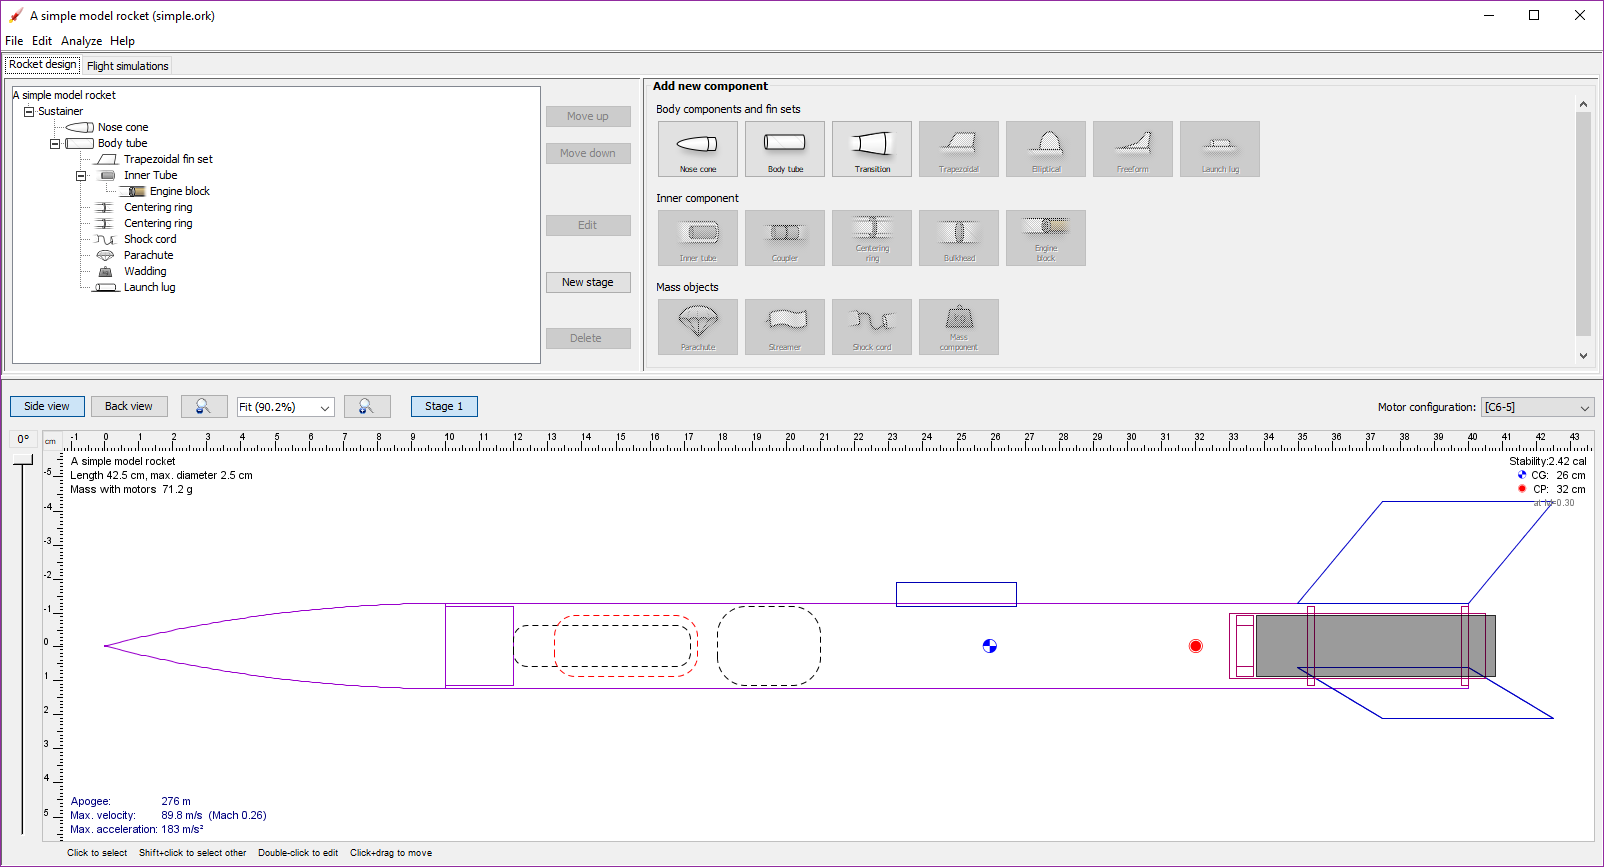 A simple model rocket (simple.ork)
File Edit Analyze Help
Rocket design Flight simulations
A simple model rocket
Sustainer
Nose cone
Body tube
Trapezoidal fin set
Inner Tube
Engine block
Centering ring
Centering ring
Shock cord
Parachute
Wadding
Launch lug
Move up
Move down
Edit
New stage
Delete
Add new component
Body components and fin sets
Nose cone Body tube Transition Trapezoidal Elliptical Freeform Launch lug
Inner component
Inner tube Coupler Centering ring Bulkhead Engine block
Mass objects
Parachute Streamer Shock cord Mass component
kg
Side view Back view Fit (90.2%) Stage 1 Motor configuration: [C6-5]
0° cm -1 0 1 2 3 4 5 6 7 8 9 10 11 12 13 14 15 16 17 18 19 20 21 22 23 24 25 26 27 28 29 30 31 32 33 34 35 36 37 38 39 40 41 42 43
-5
-4
-3
-2
-1
0
1
2
3
4
5
A simple model rocket
Length 42.5 cm, max. diameter 2.5 cm
Mass with motors 71.2 g
Stability:2.42 cal
CG: 26 cm
CP: 32 cm
at M=0.30
Apogee: 276 m
Max. velocity: 89.8 m/s (Mach 0.26)
Max. acceleration: 183 m/s²
Click to select Shift+click to select other Double-click to edit Click+drag to move